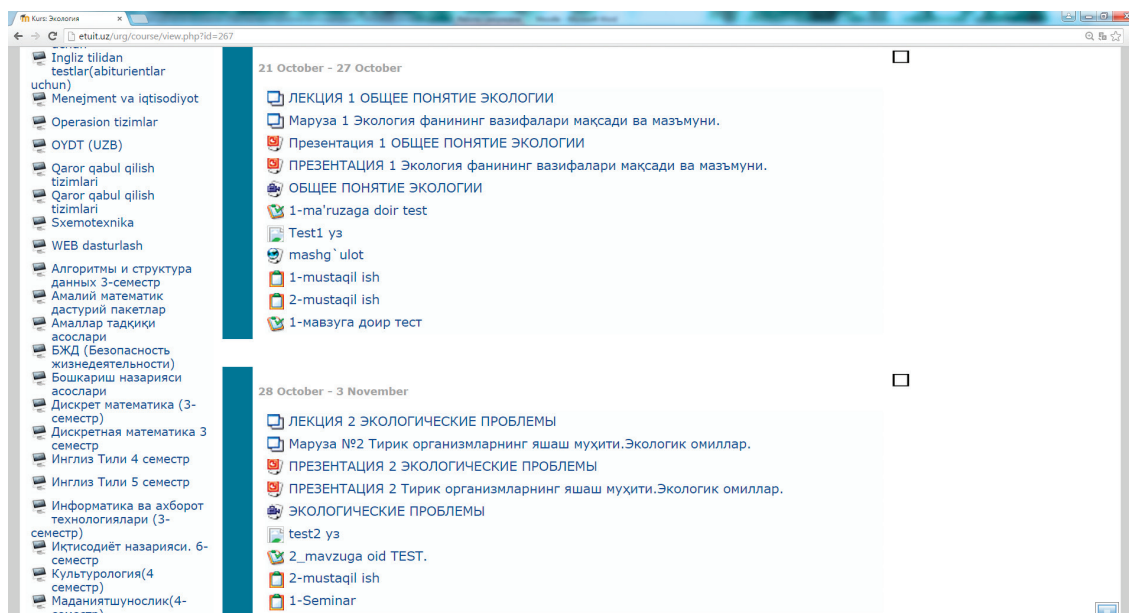 Kurs: Экология
etuit.uz/urg/course/view.php?id=267
Ingliz tilidan
testlar(abiturientlar
uchun)
Menejment va iqtisodiyot
Operasion tizimlar
OYDT (UZB)
Qaror qabul qilish
tizimlari
Qaror qabul qilish
tizimlari
Sxemotexnika
WEB dasturlash
Алгоритмы и структура
данных 3-семестр
Амалий математик
дастурий пакетлар
Амаллар тадқиқи
асослари
БЖД (Безопасность
жизнедеятельности)
Бошкариш назарияси
асослари
Дискрет математика (3-
семестр)
Дискретная математика 3
семестр
Инглиз Тили 4 семестр
Инглиз Тили 5 семестр
Информатика ва ахборот
технологиялари (3-
семестр)
Иқтисодиёт назарияси. 6-
семестр
Культурология(4
семестр)
Маданиятшунослик(4-
21 October - 27 October
ЛЕКЦИЯ 1 ОБЩЕЕ ПОНЯТИЕ ЭКОЛОГИИ
Маруза 1 Экология фанининг вазифалари мақсади ва мазъмуни.
Презентация 1 ОБЩЕЕ ПОНЯТИЕ ЭКОЛОГИИ
ПРЕЗЕНТАЦИЯ 1 Экология фанининг вазифалари мақсади ва мазъмуни.
ОБЩЕЕ ПОНЯТИЕ ЭКОЛОГИИ
1-ma'ruzaga doir test
Test1 уз
mashg`ulot
1-mustaqil ish
2-mustaqil ish
1-мавзуга доир тест
28 October - 3 November
ЛЕКЦИЯ 2 ЭКОЛОГИЧЕСКИЕ ПРОБЛЕМЫ
Маруза №2 Тирик организмларнинг яшаш муҳити.Экологик омиллар.
ПРЕЗЕНТАЦИЯ 2 ЭКОЛОГИЧЕСКИЕ ПРОБЛЕМЫ
ПРЕЗЕНТАЦИЯ 2 Тирик организмларнинг яшаш муҳити.Экологик омиллар.
ЭКОЛОГИЧЕСКИЕ ПРОБЛЕМЫ
test2 уз
2_mavzuga oid TEST.
2-mustaqil ish
1-Seminar